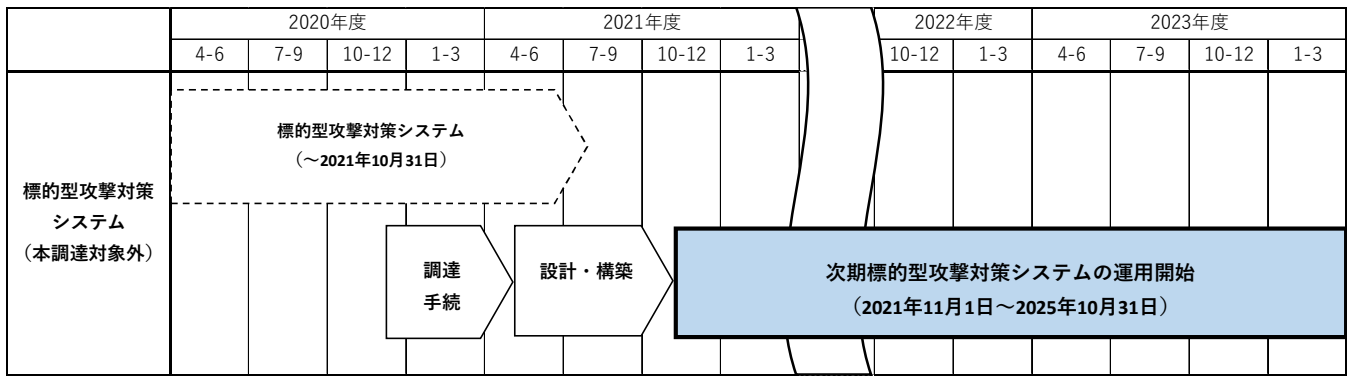 2020年度 2021年度 2022年度 2023年度
4-6 7-9 10-12 1-3 4-6 7-9 10-12 1-3 10-12 1-3 4-6 7-9 10-12 1-3
標的型攻撃対策
システム
（本調達対象外）
標的型攻撃対策システム
（～2021年10月31日）
調達
手続
設計・構築
次期標的型攻撃対策システムの運用開始
（2021年11月1日～2025年10月31日）